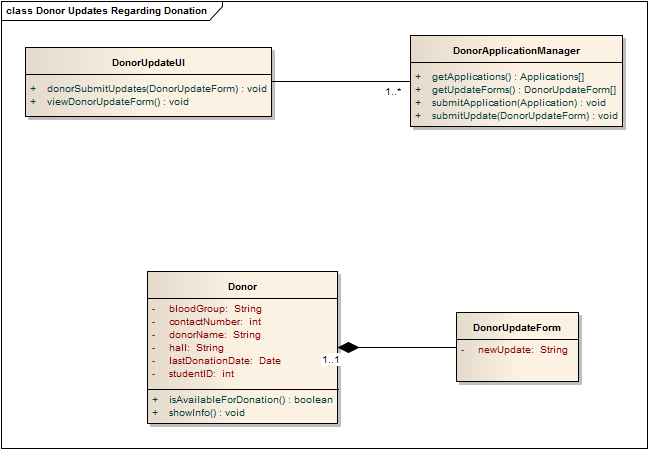 class Donor Updates Regarding Donation
DonorUpdateUI
+ donorSubmitUpdates(DonorUpdateForm) : void
+ viewDonorUpdateForm() : void
1..*
DonorApplicationManager
+ getApplications() : Applications[]
+ getUpdateForms() : DonorUpdateForm[]
+ submitApplication(Application) : void
+ submitUpdate(DonorUpdateForm) : void
Donor
- bloodGroup: String
- contactNumber: int
- donorName: String
- hall: String
- lastDonationDate: Date
- studentID: int
+ isAvailableForDonation() : boolean
+ showInfo() : void
1..1
DonorUpdateForm
- newUpdate: String